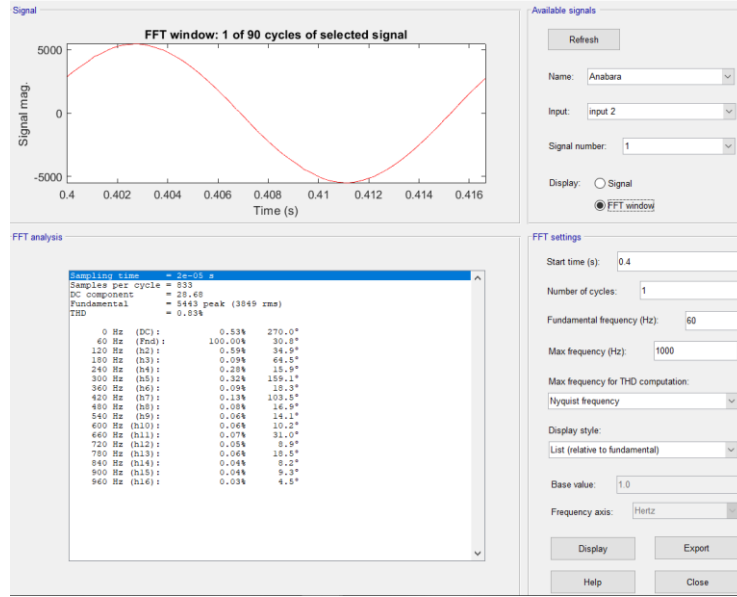 Signal
FFT window: 1 of 90 cycles of selected signal
5000
0
-5000
Signal mag.
0.4 0.402 0.404 0.406 0.408 0.41 0.412 0.414 0.416
Time (s)
FFT analysis
Sampling time = 2e-05 s
Samples per cycle = 833
DC component = 28.68
Fundamental = 5443 peak (3849 rms)
THD = 0.83%
0 Hz (DC): 0.53% 270.0°
60 Hz (Fnd): 100.00% 30.8°
120 Hz (h2): 0.59% 34.9°
180 Hz (h3): 0.09% 64.5°
240 Hz (h4): 0.28% 15.9°
300 Hz (h5): 0.32% 159.1°
360 Hz (h6): 0.09% 18.3°
420 Hz (h7): 0.13% 103.5°
480 Hz (h8): 0.08% 16.9°
540 Hz (h9): 0.06% 14.1°
600 Hz (h10): 0.06% 10.2°
660 Hz (h11): 0.07% 31.0°
720 Hz (h12): 0.05% 8.9°
780 Hz (h13): 0.06% 18.5°
840 Hz (h14): 0.04% 8.2°
900 Hz (h15): 0.04% 9.3°
960 Hz (h16): 0.03% 4.5°
Available signals
Refresh
Name: Anabara
Input: input 2
Signal number: 1
Display: Signal
FFT window
FFT settings
Start time (s): 0.4
Number of cycles: 1
Fundamental frequency (Hz): 60
Max frequency (Hz): 1000
Max frequency for THD computation:
Nyquist frequency
Display style:
List (relative to fundamental)
Base value: 1.0
Frequency axis: Hertz
Display Export
Help Close